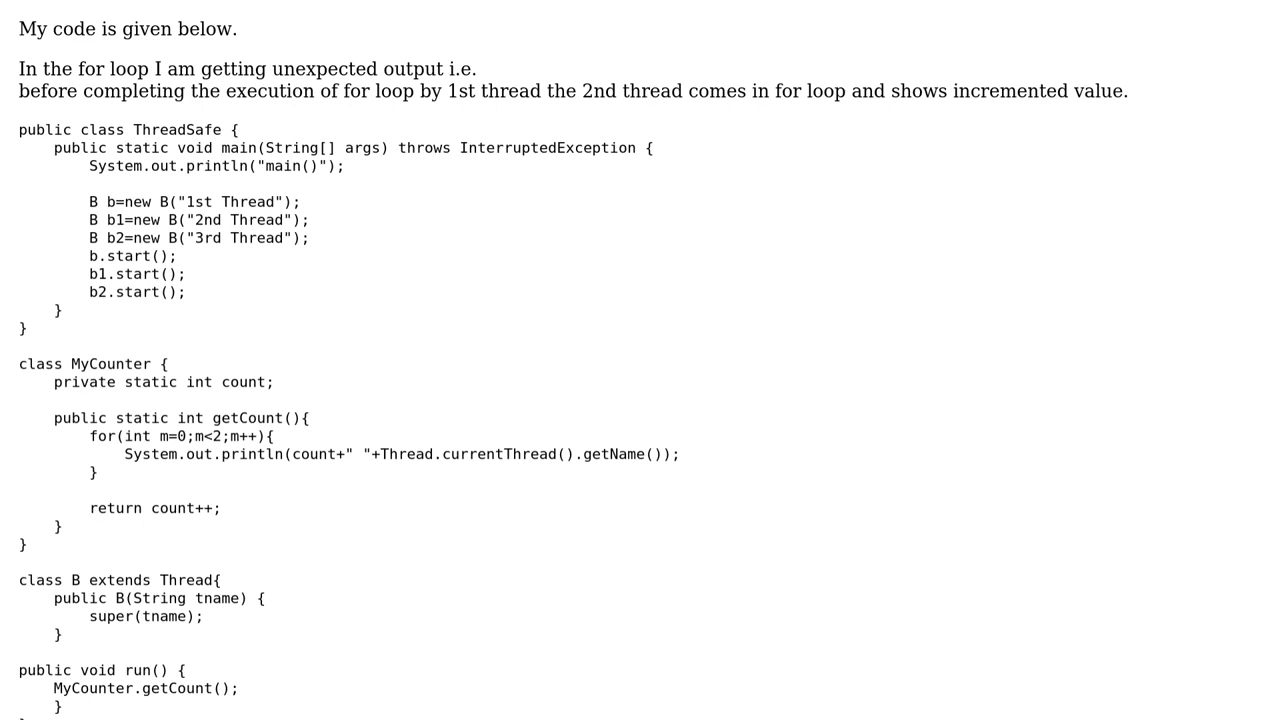 My code is given below.
In the for loop I am getting unexpected output i.e.
before completing the execution of for loop by 1st thread the 2nd thread comes in for loop and shows incremented value.
public class ThreadSafe {
    public static void main(String[] args) throws InterruptedException {
        System.out.println("main()");

        B b=new B("1st Thread");
        B b1=new B("2nd Thread");
        B b2=new B("3rd Thread");
        b.start();
        b1.start();
        b2.start();
    }
}

class MyCounter {
    private static int count;

    public static int getCount(){
        for(int m=0;m<2;m++){
            System.out.println(count+" "+Thread.currentThread().getName());
        }

        return count++;
    }
}

class B extends Thread{
    public B(String tname) {
        super(tname);
    }

public void run() {
    MyCounter.getCount();
    }